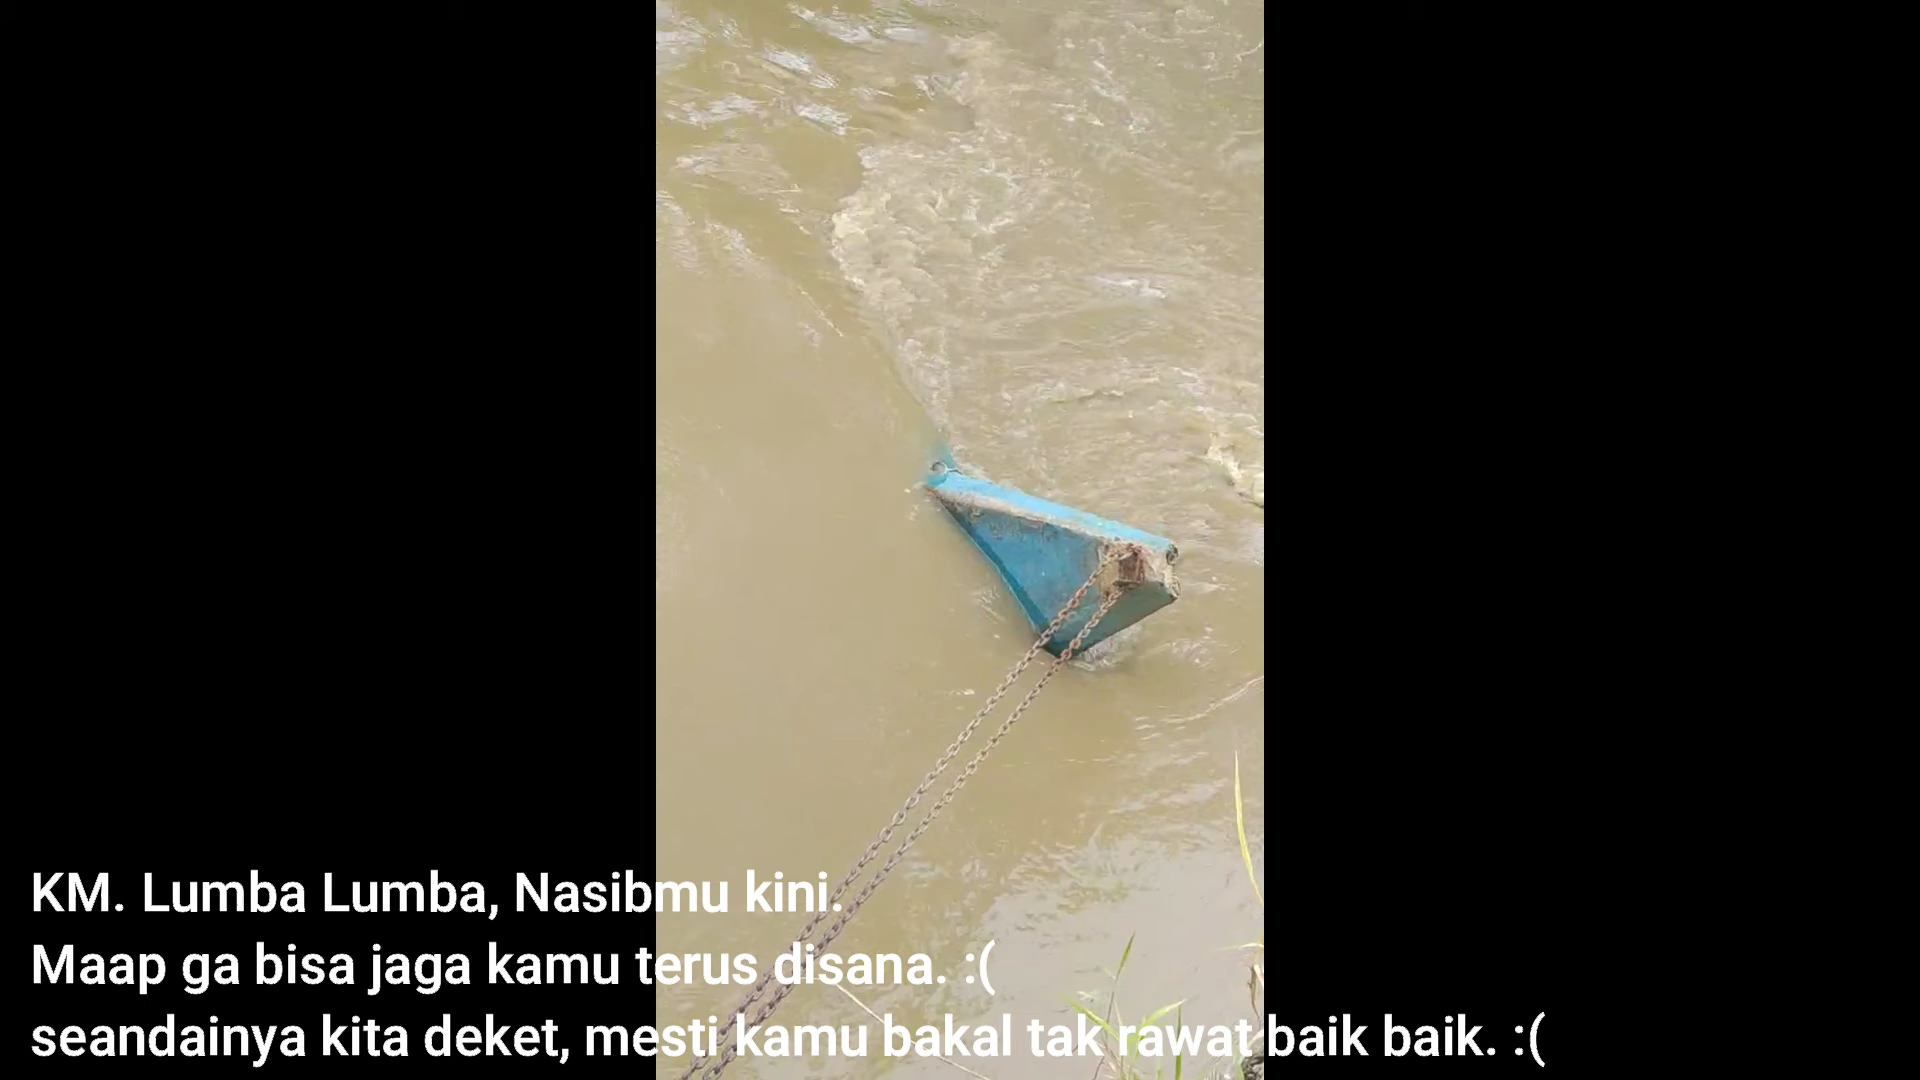 KM. Lumba Lumba, Nasibmu kini.
Maap ga bisa jaga kamu terus disana. :(
seandainya kita deket, mesti kamu bakal tak rawat baik baik. :(